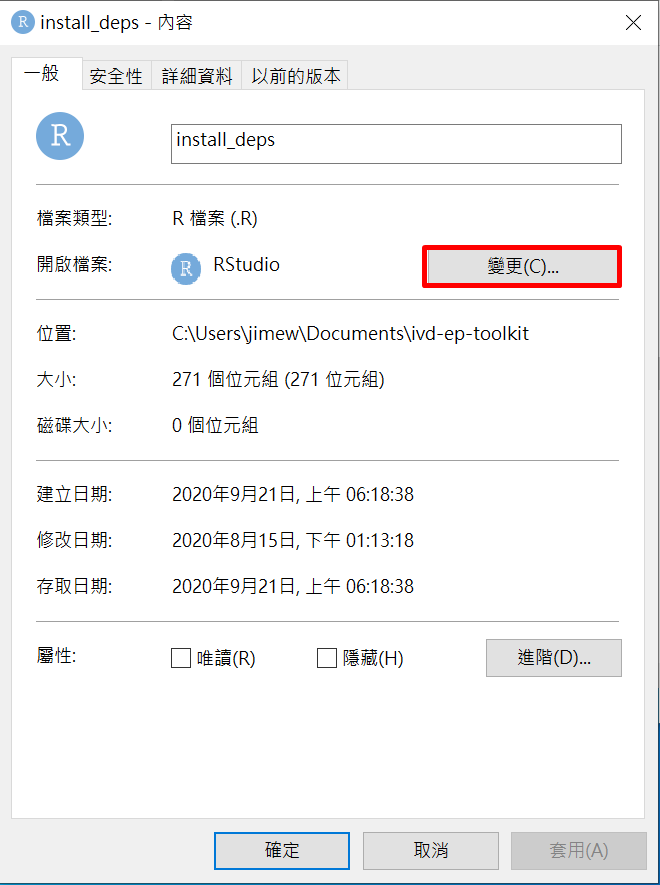 R install_deps - 內容
一般 安全性 詳細資料 以前的版本
R
install_deps
檔案類型: R 檔案 (.R)
開啟檔案: R RStudio 變更(C)...
位置: C:\Users\jimew\Documents\ivd-ep-toolkit
大小: 271 個位元組 (271 位元組)
磁碟大小: 0 個位元組
建立日期: 2020年9月21日, 上午 06:18:38
修改日期: 2020年8月15日, 下午 01:13:18
存取日期: 2020年9月21日, 上午 06:18:38
屬性: 唯讀(R) 隱藏(H) 進階(D)...
確定 取消 套用(A)